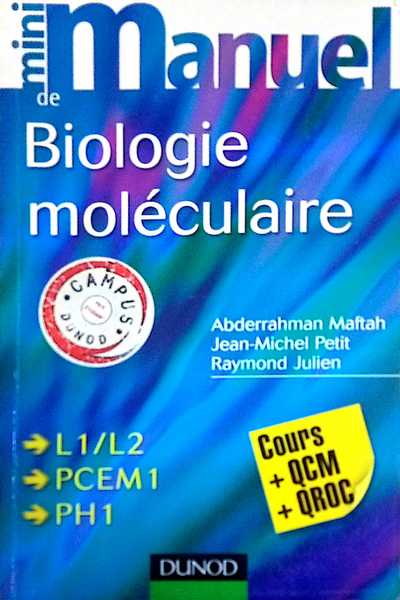 mini
manuel
de
Biologie
moléculaire
CAMPUS
DUNOD
Abderrahman Maftah
Jean-Michel Petit
Raymond Julien
→ L1/L2
→ PCEM1
→ PH1
Cours
+ QCM
+ QROC
DUNOD